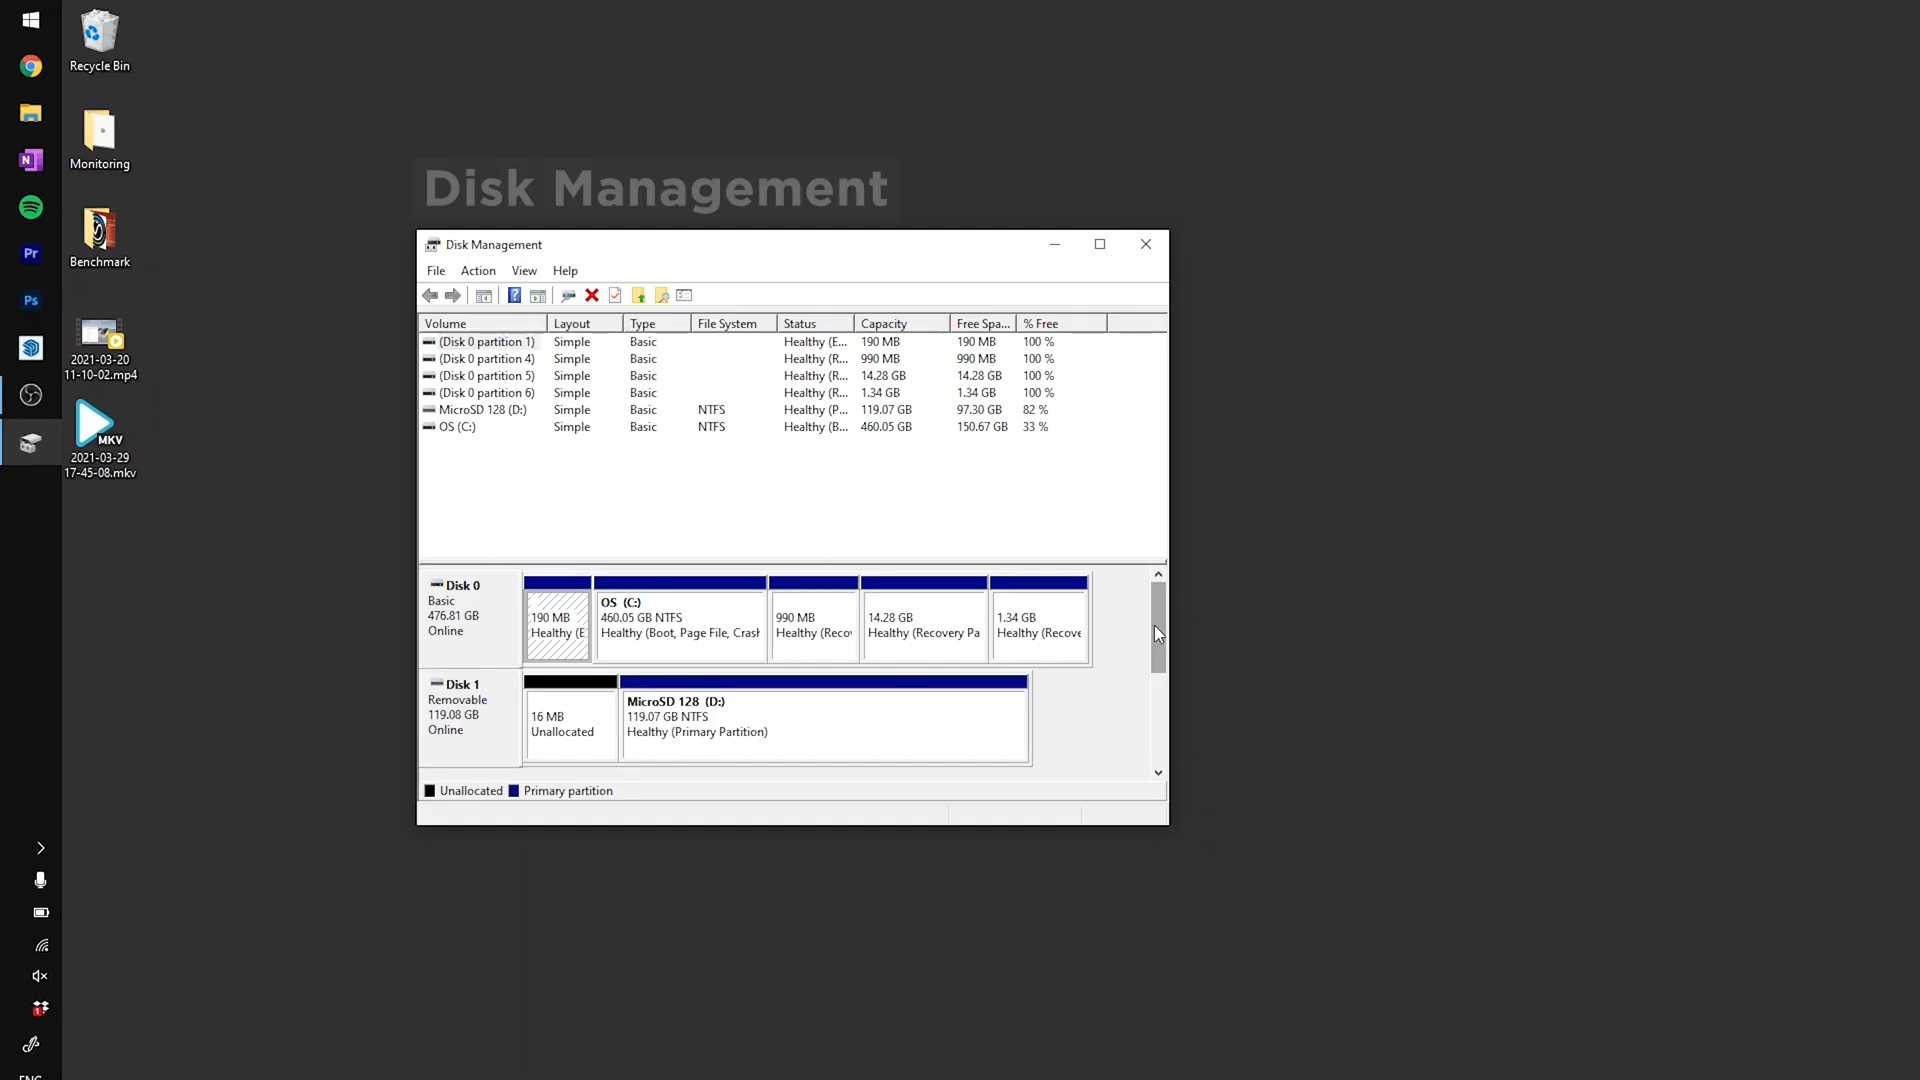 Recycle Bin
Monitoring
Benchmark
2021-03-20
11-10-02.mp4
MKV
2021-03-29
17-45-08.mkv
N
Pr
Ps
1
ENG
Disk Management
Disk Management
File Action View Help
Volume Layout Type File System Status Capacity Free Spa... % Free
(Disk 0 partition 1) Simple Basic Healthy (E... 190 MB 190 MB 100 %
(Disk 0 partition 4) Simple Basic Healthy (R... 990 MB 990 MB 100 %
(Disk 0 partition 5) Simple Basic Healthy (R... 14.28 GB 14.28 GB 100 %
(Disk 0 partition 6) Simple Basic Healthy (R... 1.34 GB 1.34 GB 100 %
MicroSD 128 (D:) Simple Basic NTFS Healthy (P... 119.07 GB 97.30 GB 82 %
OS (C:) Simple Basic NTFS Healthy (B... 460.05 GB 150.67 GB 33 %
Disk 0
Basic
476.81 GB
Online
190 MB
Healthy (E
OS (C:)
460.05 GB NTFS
Healthy (Boot, Page File, Crash
990 MB
Healthy (Reco
14.28 GB
Healthy (Recovery Pa
1.34 GB
Healthy (Recove
Disk 1
Removable
119.08 GB
Online
16 MB
Unallocated
MicroSD 128 (D:)
119.07 GB NTFS
Healthy (Primary Partition)
Unallocated Primary partition